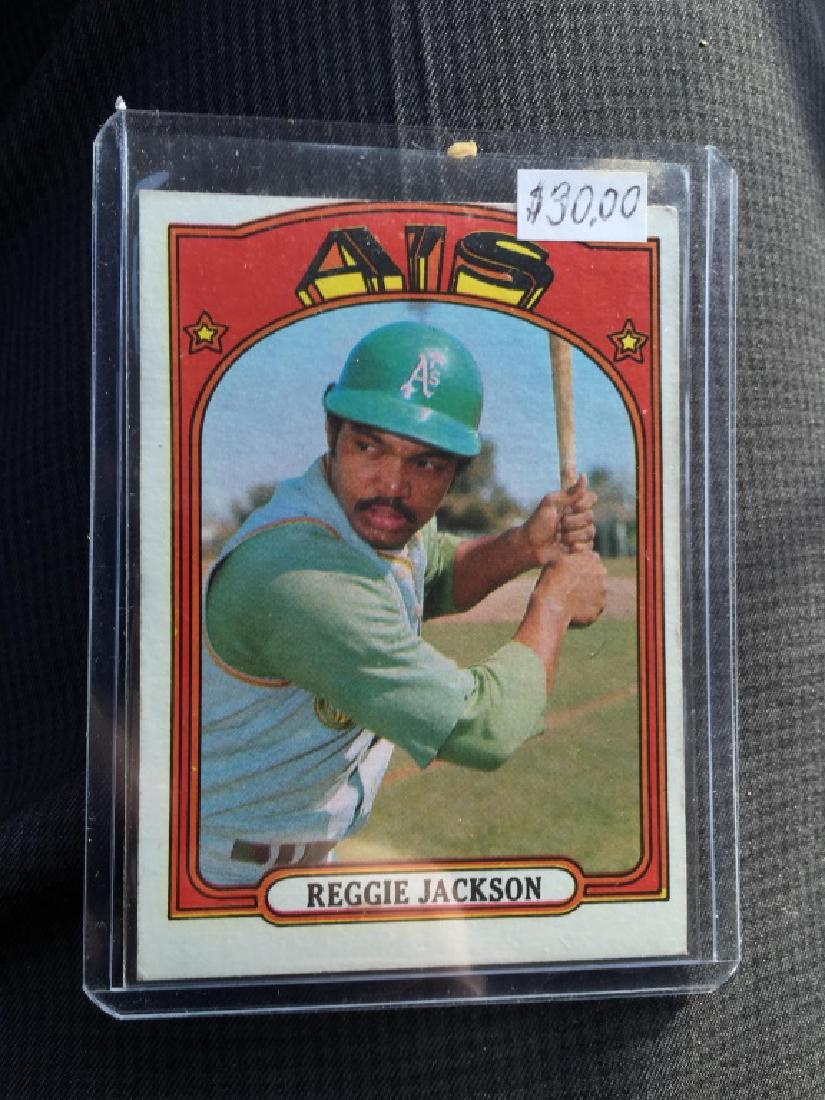 $30.00
A'S
A's
REGGIE JACKSON